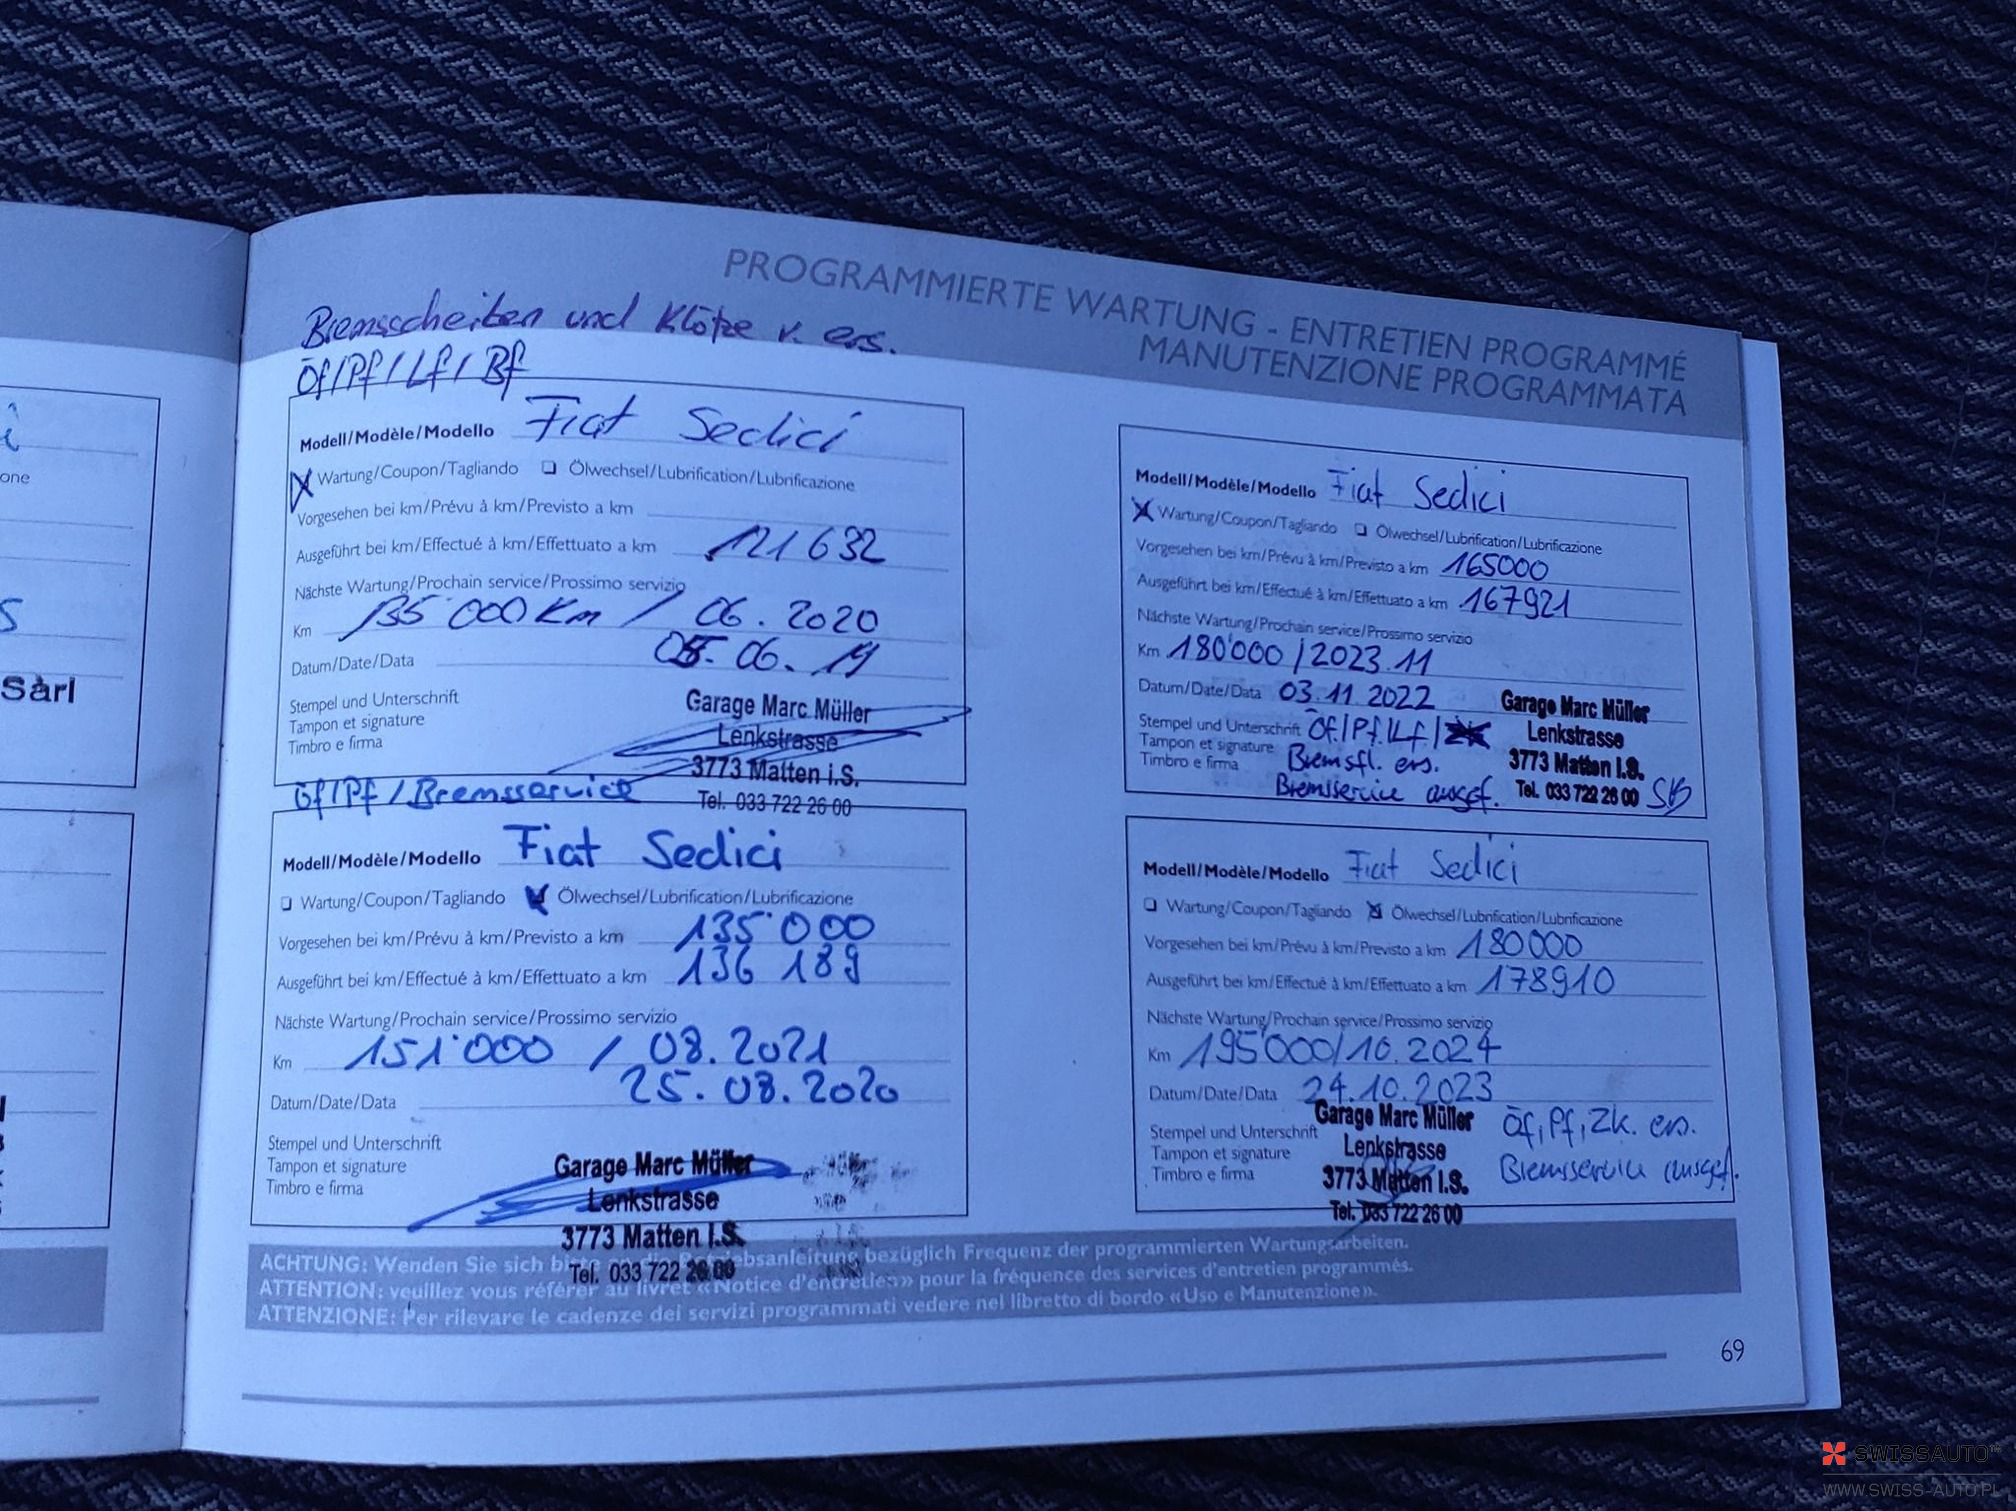 one
S
Sàrl
PROGRAMMIERTE WARTUNG - ENTRETIEN PROGRAMMÉ
MANUTENZIONE PROGRAMMATA
Bremsscheiben und Klötze v. ers.
Öf/Pf/Lf/Bf
Modell/Modèle/Modello Fiat Sedici
X Wartung/Coupon/Tagliando ❏ Ölwechsel/Lubrification/Lubrificazione
Vorgesehen bei km/Prévu à km/Previsto a km
Ausgeführt bei km/Effectué à km/Effettuato a km 121632
Nächste Wartung/Prochain service/Prossimo servizio
Km 135'000 Km / 06.2020
Datum/Date/Data 05.06.19
Stempel und Unterschrift
Tampon et signature
Timbro e firma
Garage Marc Müller
Lenkstrasse
3773 Matten i.S.
Tel. 033 722 26 00
Öf/Pf/Bremsservice
Modell/Modèle/Modello Fiat Sedici
❏ Wartung/Coupon/Tagliando X Ölwechsel/Lubrification/Lubrificazione
Vorgesehen bei km/Prévu à km/Previsto a km 135'000
Ausgeführt bei km/Effectué à km/Effettuato a km 136 189
Nächste Wartung/Prochain service/Prossimo servizio
Km 151'000 / 08.2021
Datum/Date/Data 25.08.2020
Stempel und Unterschrift
Tampon et signature
Timbro e firma
Garage Marc Müller
Lenkstrasse
3773 Matten I.S.
Tel. 033 722 26 00
Modell/Modèle/Modello Fiat Sedici
X Wartung/Coupon/Tagliando ❏ Ölwechsel/Lubrification/Lubrificazione
Vorgesehen bei km/Prévu à km/Previsto a km 165000
Ausgeführt bei km/Effectué à km/Effettuato a km 167921
Nächste Wartung/Prochain service/Prossimo servizio
Km 180'000 / 2023.11
Datum/Date/Data 03.11.2022
Stempel und Unterschrift Öf./Pf./Lf/
Tampon et signature Bremsfl. ers.
Timbro e firma
Bremsservice ausgef.
Garage Marc Müller
Lenkstrasse
3773 Matten I.S.
Tel. 033 722 26 00
Modell/Modèle/Modello Fiat Sedici
❏ Wartung/Coupon/Tagliando X Ölwechsel/Lubrification/Lubrificazione
Vorgesehen bei km/Prévu à km/Previsto a km 180000
Ausgeführt bei km/Effectué à km/Effettuato a km 178910
Nächste Wartung/Prochain service/Prossimo servizio
Km 195'000/10.2024
Datum/Date/Data 24.10.2023
Stempel und Unterschrift
Tampon et signature
Timbro e firma
Garage Marc Müller
Lenkstrasse
3773 Matten I.S.
Tel. 033 722 26 00
Öf, Pf, Zk. ers.
Bremsservice ausgef.
ACHTUNG: Wenden Sie sich Betriebsanleitung bezüglich Frequenz der programmierten Wartungsarbeiten.
ATTENTION: veuillez vous référer au livret «Notice d'entretien» pour la fréquence des services d'entretien programmés.
ATTENZIONE: Per rilevare le cadenze dei servizi programmati vedere nel libretto di bordo «Uso e Manutenzione».
69
SWISSAUTO
WWW.SWISS-AUTO.PL